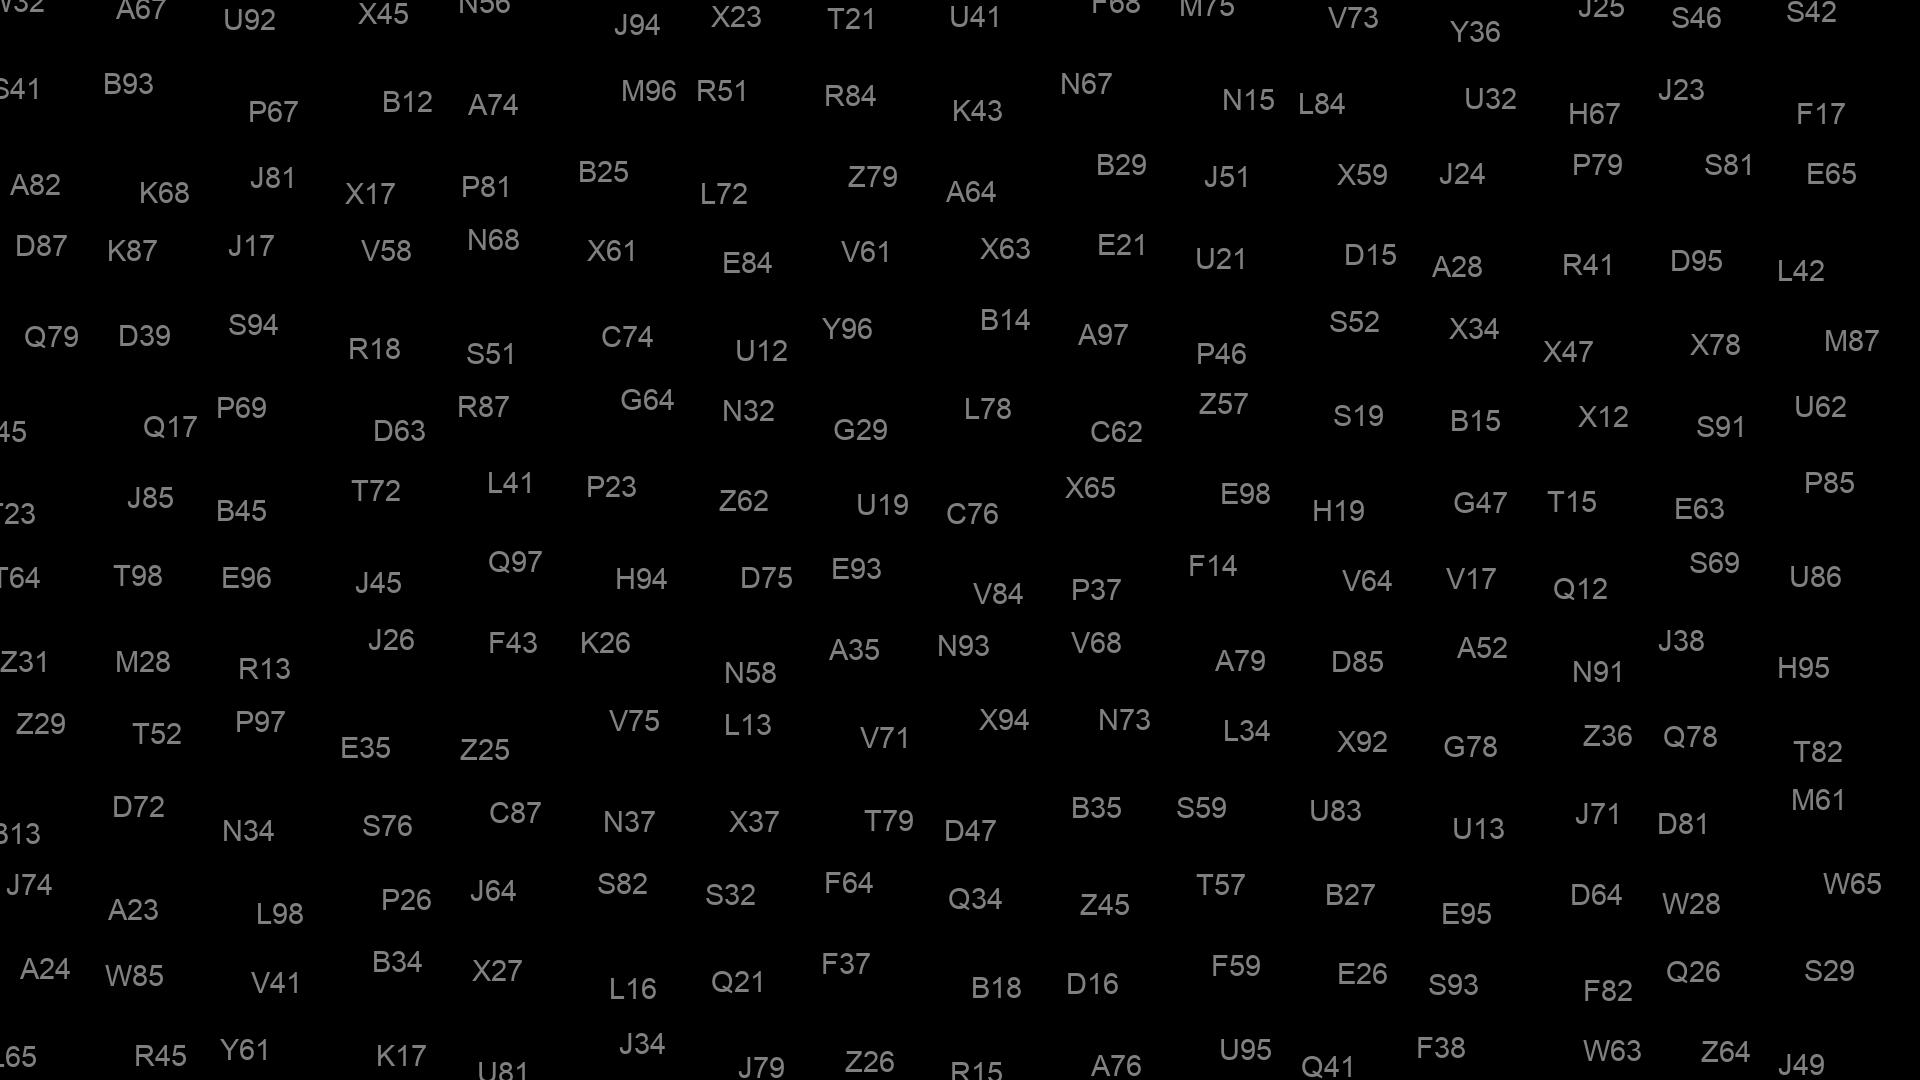 A67 U92 X45 N56 J94 X23 T21 U41 F68 M75 V73 Y36 J25 S46 S42
S41 B93 P67 B12 A74 M96 R51 R84 K43 N67 N15 L84 U32 H67 J23 F17
A82 K68 J81 X17 P81 B25 L72 Z79 A64 B29 J51 X59 J24 P79 S81 E65
D87 K87 J17 V58 N68 X61 E84 V61 X63 E21 U21 D15 A28 R41 D95 L42
Q79 D39 S94 R18 S51 C74 U12 Y96 B14 A97 P46 S52 X34 X47 X78 M87
45 Q17 P69 D63 R87 G64 N32 G29 L78 C62 Z57 S19 B15 X12 S91 U62
T23 J85 B45 T72 L41 P23 Z62 U19 C76 X65 E98 H19 G47 T15 E63 P85
T64 T98 E96 J45 Q97 H94 D75 E93 V84 P37 F14 V64 V17 Q12 S69 U86
Z31 M28 R13 J26 F43 K26 N58 A35 N93 V68 A79 D85 A52 N91 J38 H95
Z29 T52 P97 E35 Z25 V75 L13 V71 X94 N73 L34 X92 G78 Z36 Q78 T82
B13 D72 N34 S76 C87 N37 X37 T79 D47 B35 S59 U83 U13 J71 D81 M61
J74 A23 L98 P26 J64 S82 S32 F64 Q34 Z45 T57 B27 E95 D64 W28 W65
A24 W85 V41 B34 X27 L16 Q21 F37 B18 D16 F59 E26 S93 F82 Q26 S29
65 R45 Y61 K17 U81 J34 J79 Z26 R15 A76 U95 Q41 F38 W63 Z64 J49